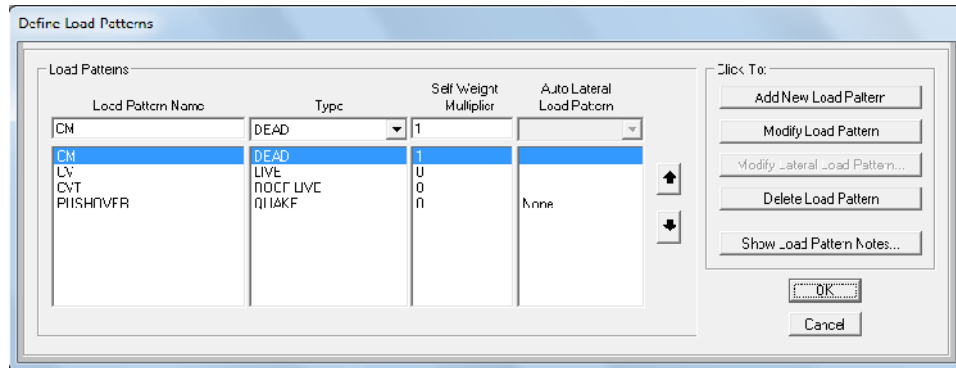 Define Load Patterns
Load Patterns
Click To:
Load Pattern Name
Type
Self Weight Multiplier
Auto Lateral Load Pattern
CM DEAD 1
CM DEAD 1
CV LIVE 0
CVT ROOF LIVE 0
PUSHOVER QUAKE 0 None
Add New Load Pattern
Modify Load Pattern
Modify Lateral Load Pattern...
Delete Load Pattern
Show Load Pattern Notes...
OK
Cancel